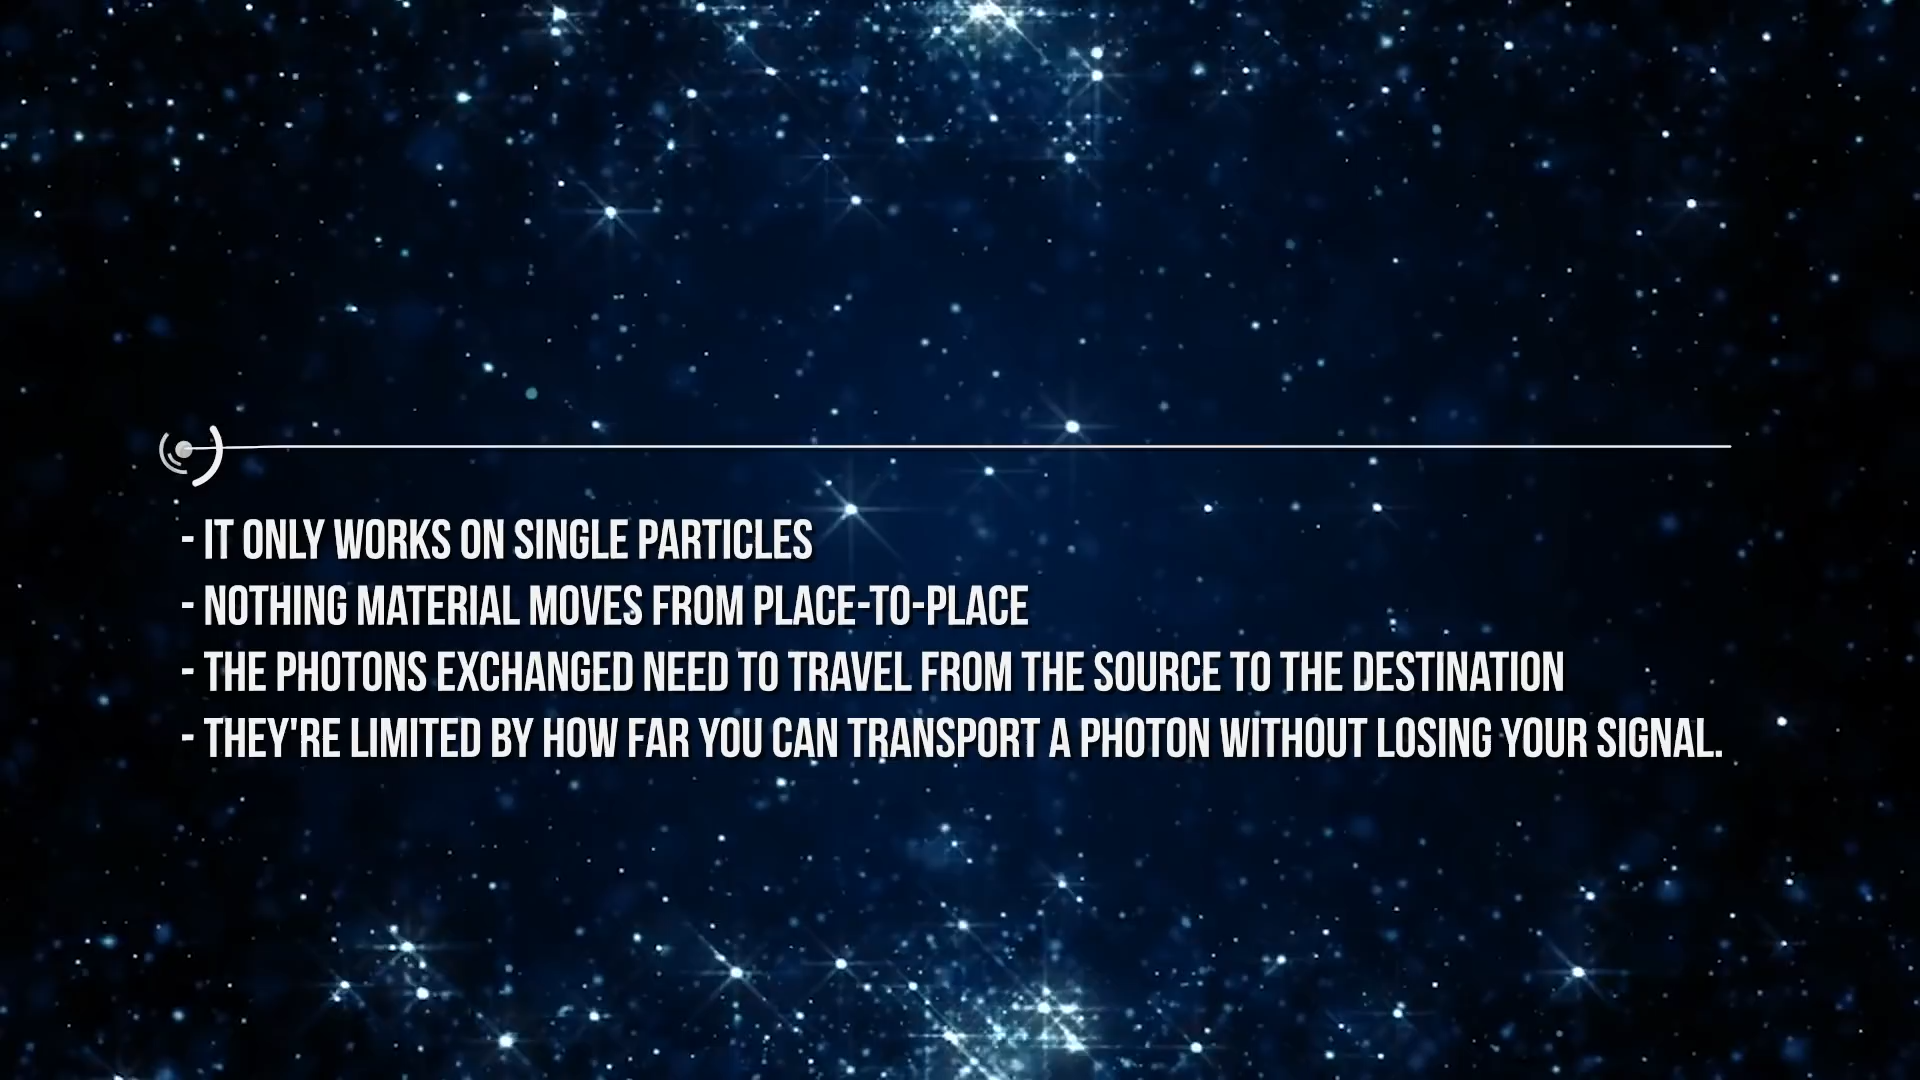 - IT ONLY WORKS ON SINGLE PARTICLES
- NOTHING MATERIAL MOVES FROM PLACE-TO-PLACE
- THE PHOTONS EXCHANGED NEED TO TRAVEL FROM THE SOURCE TO THE DESTINATION
- THEY'RE LIMITED BY HOW FAR YOU CAN TRANSPORT A PHOTON WITHOUT LOSING YOUR SIGNAL.